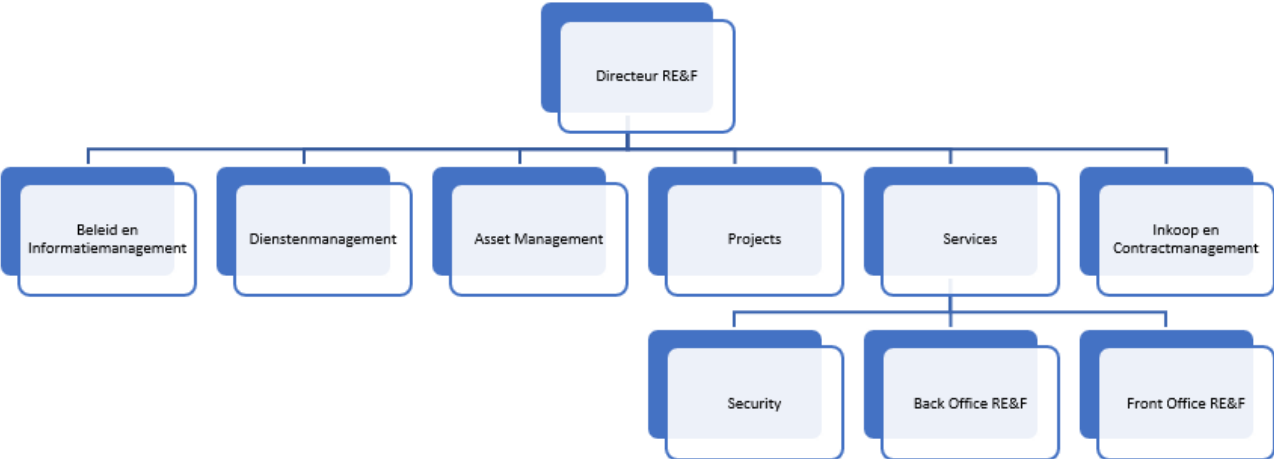 Directeur RE&F
Beleid en
Informatiemanagement
Dienstenmanagement
Asset Management
Projects
Services
Inkoop en
Contractmanagement
Security
Back Office RE&F
Front Office RE&F